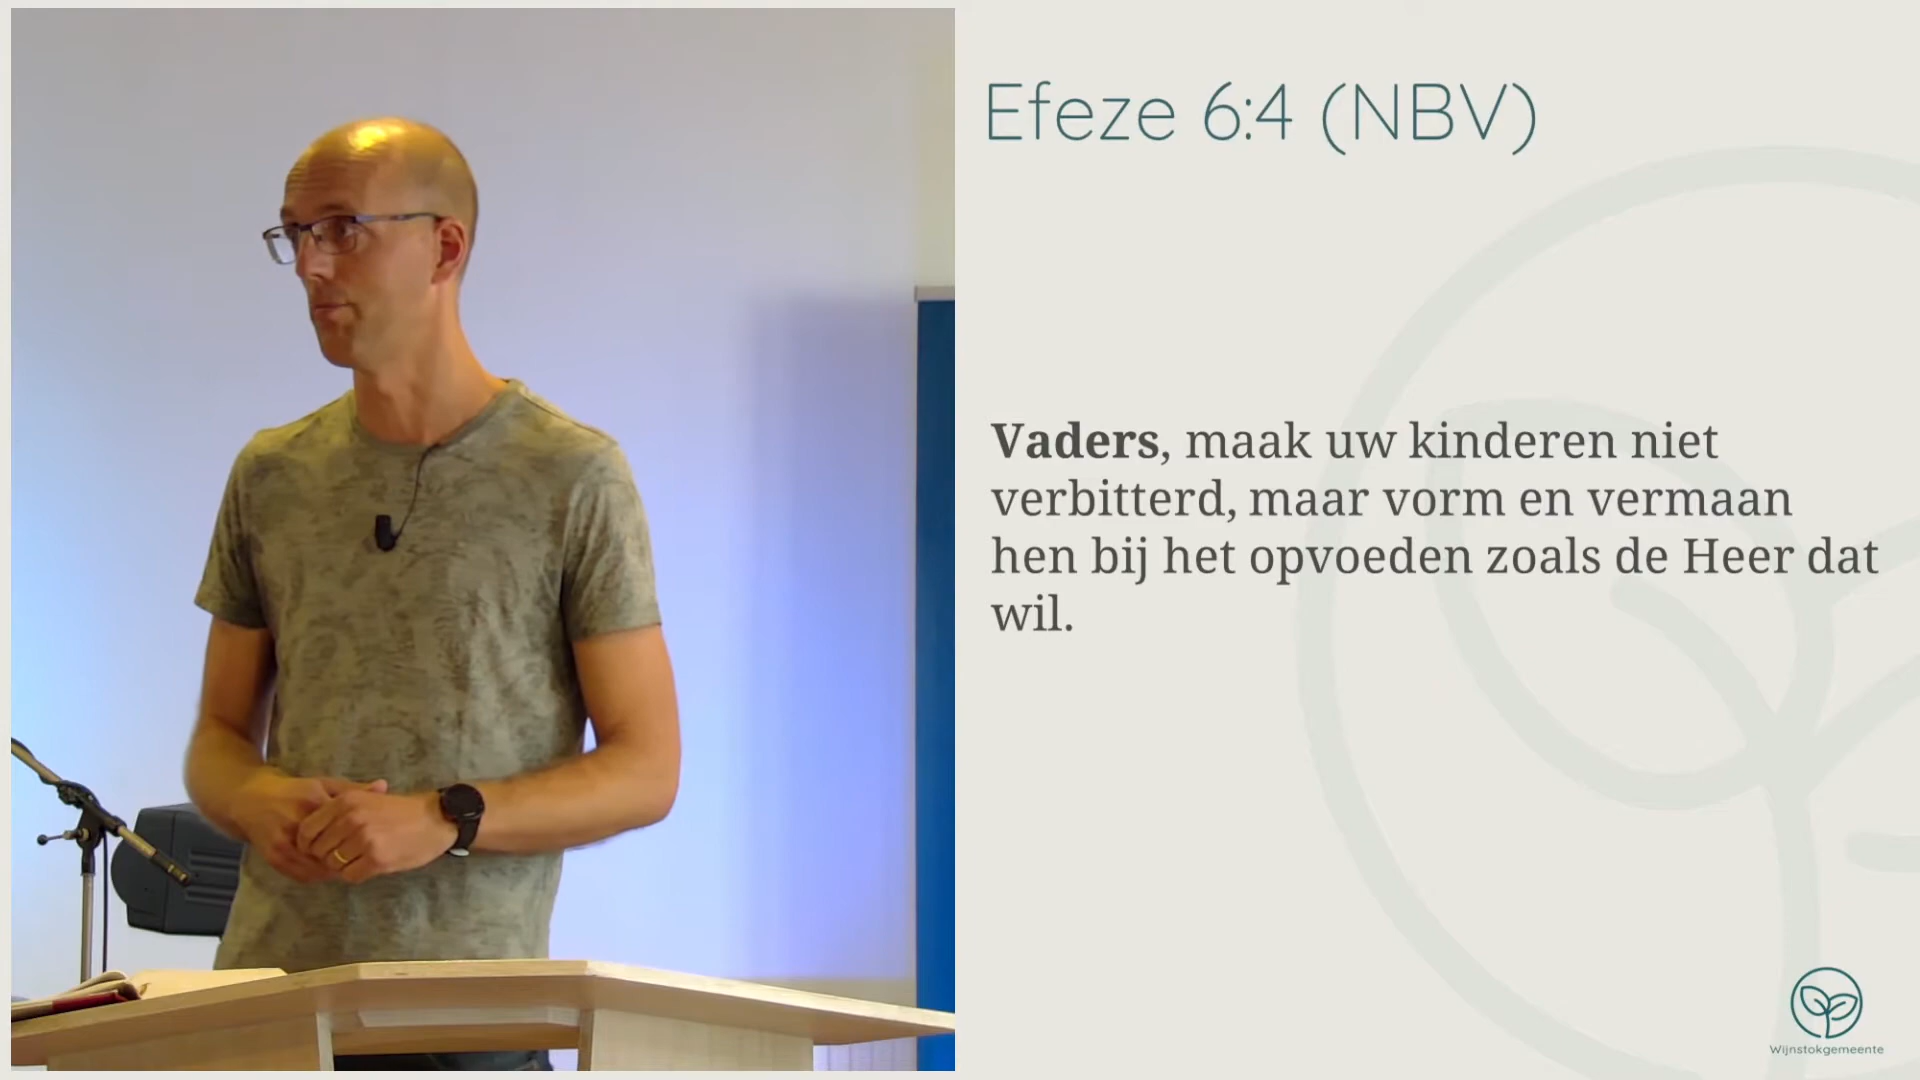 Efeze 6:4 (NBV)
Vaders, maak uw kinderen niet
verbitterd, maar vorm en vermaan
hen bij het opvoeden zoals de Heer dat
wil.
Wijnstokgemeente